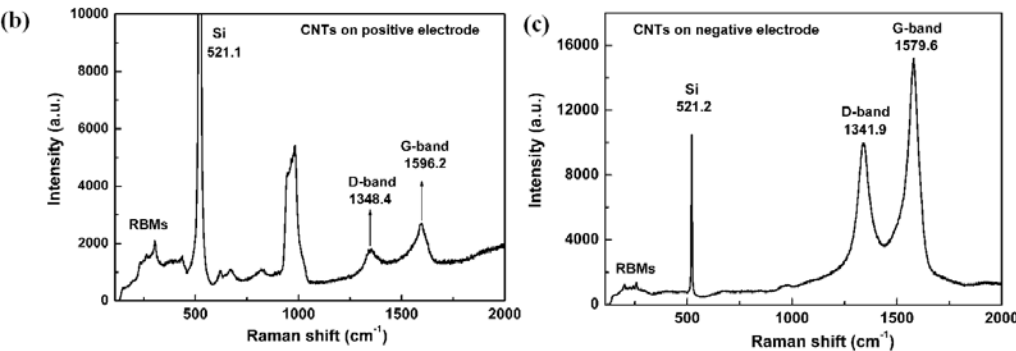 (b)
CNTs on positive electrode
Si
521.1
RBMs
D-band
1348.4
G-band
1596.2
10000
8000
6000
4000
2000
0
Intensity (a.u.)
500
1000
1500
2000
Raman shift (cm⁻¹)
(c)
CNTs on negative electrode
G-band
1579.6
Si
521.2
D-band
1341.9
RBMs
16000
12000
8000
4000
0
Intensity (a.u.)
500
1000
1500
2000
Raman shift (cm⁻¹)